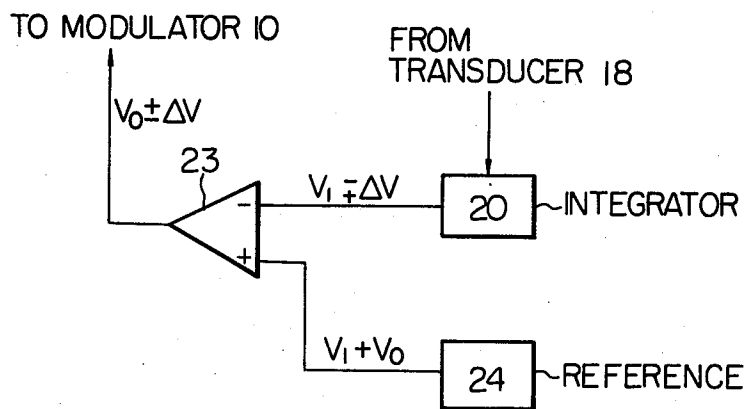 TO MODULATOR 10
FROM
TRANSDUCER 18
V₀±ΔV
23
V₁∓ΔV
20
INTEGRATOR
-
+
V₁+V₀
24
REFERENCE